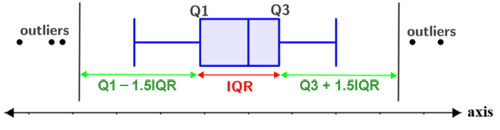 Q1 Q3
outliers outliers
Q1 – 1.5IQR IQR Q3 + 1.5IQR
axis